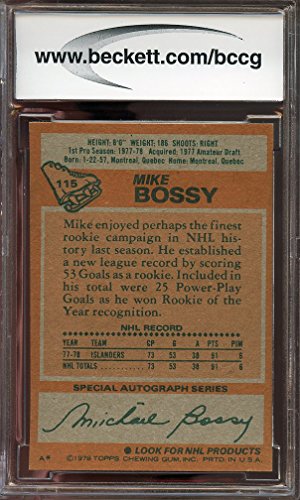 www.beckett.com/bccg
HEIGHT: 6'0" WEIGHT: 186 SHOOTS: RIGHT
1st Pro Season: 1977-78 Acquired: 1977 Amateur Draft
Born: 1-22-57, Montreal, Quebec Home: Montreal, Quebec
115
MIKE
BOSSY
Mike enjoyed perhaps the finest
rookie campaign in NHL his-
tory last season. He established
a new league record by scoring
53 Goals as a rookie. Included in
his total were 25 Power-Play
Goals as he won Rookie of the
Year recognition.
NHL RECORD
YEAR TEAM GP G A PTS PIM
77-78 ISLANDERS 73 53 38 91 6
NHL TOTALS 73 53 38 91 6
SPECIAL AUTOGRAPH SERIES
Michael Bossy
LOOK FOR NHL PRODUCTS
A* © 1978 TOPPS CHEWING GUM, INC. PRTD. IN U.S.A.